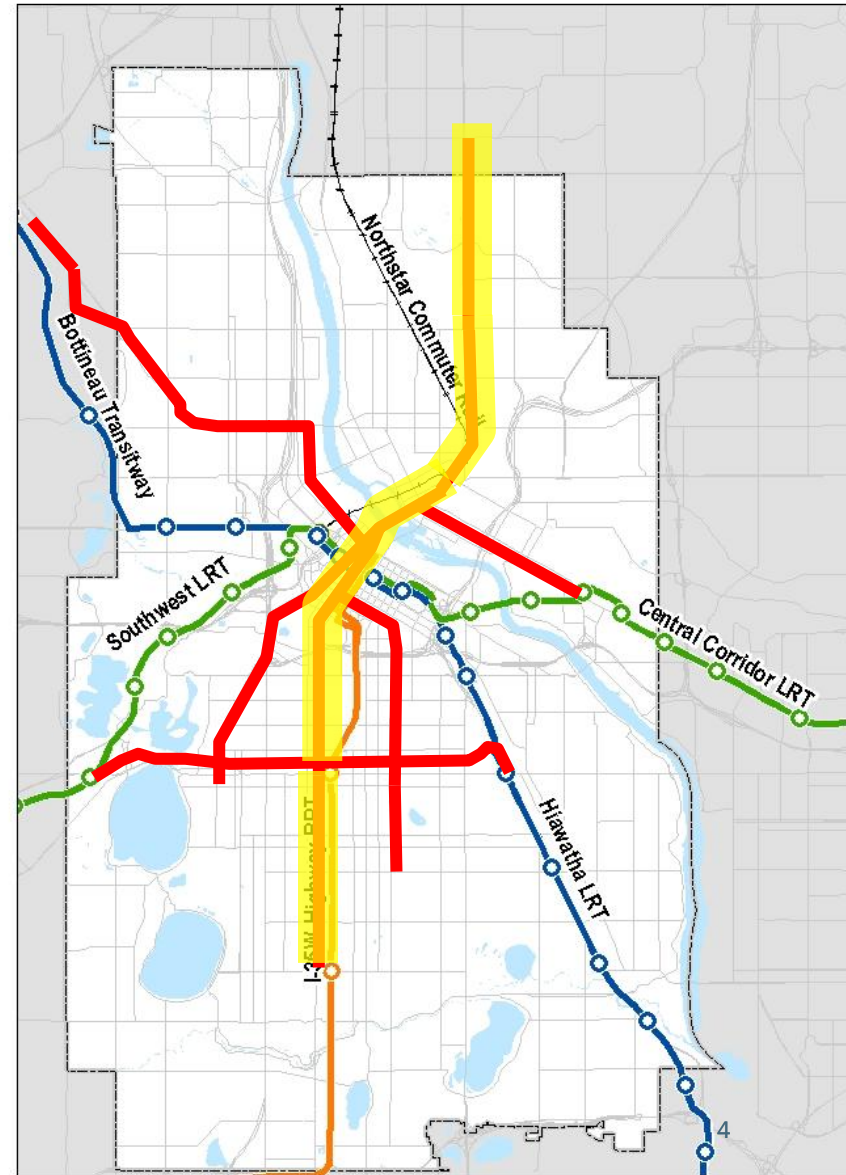 Northstar Commuter Rail
Bottineau Transitway
Southwest LRT
Central Corridor LRT
Hiawatha LRT
I-35W Highway BRT
4